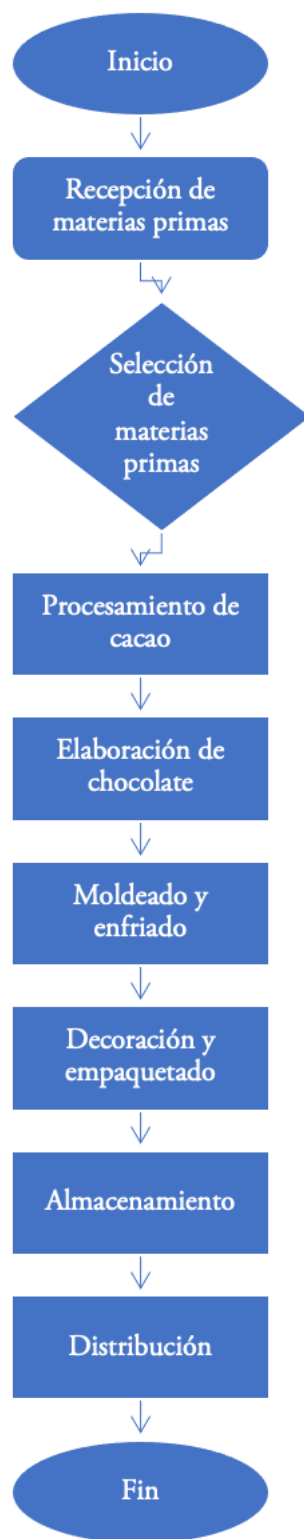 Inicio
Recepción de
materias primas
Selección
de
materias
primas
Procesamiento de
cacao
Elaboración de
chocolate
Moldeado y
enfriado
Decoración y
empaquetado
Almacenamiento
Distribución
Fin